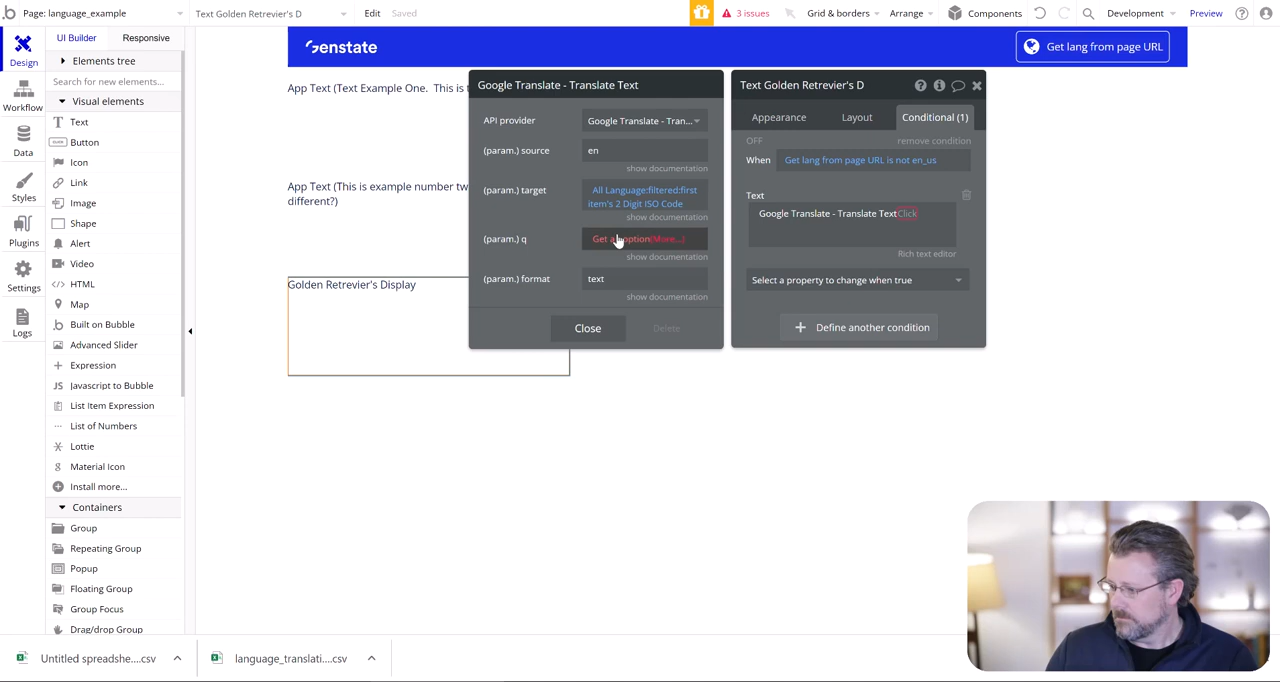 Page: language_example
Text Golden Retrevier's D
Edit
Saved
3 issues
Grid & borders
Arrange
Components
Development
Preview
Design
UI Builder
Responsive
Elements tree
Search for new elements...
Visual elements
Text
Button
Icon
Link
Image
Shape
Alert
Video
HTML
Map
Built on Bubble
Advanced Slider
Expression
Javascript to Bubble
List Item Expression
List of Numbers
Lottie
Material Icon
Install more...
Containers
Group
Repeating Group
Popup
Floating Group
Group Focus
Drag/drop Group
Workflow
Data
Styles
Plugins
Settings
Logs
Genstate
Get lang from page URL
App Text (Text Example One. This is t
App Text (This is example number tw
different?)
Golden Retrevier's Display
Google Translate - Translate Text
API provider
Google Translate - Tran...
(param.) source
en
show documentation
(param.) target
All Language:filtered:first
item's 2 Digit ISO Code
show documentation
(param.) q
(More...)
show documentation
(param.) format
text
show documentation
Close
Delete
Text Golden Retrevier's D
Appearance
Layout
Conditional (1)
OFF
remove condition
When
Get lang from page URL is not en_us
Text
Google Translate - Translate TextClick
Rich text editor
Select a property to change when true
Define another condition
Untitled spreadshe....csv
language_translati....csv